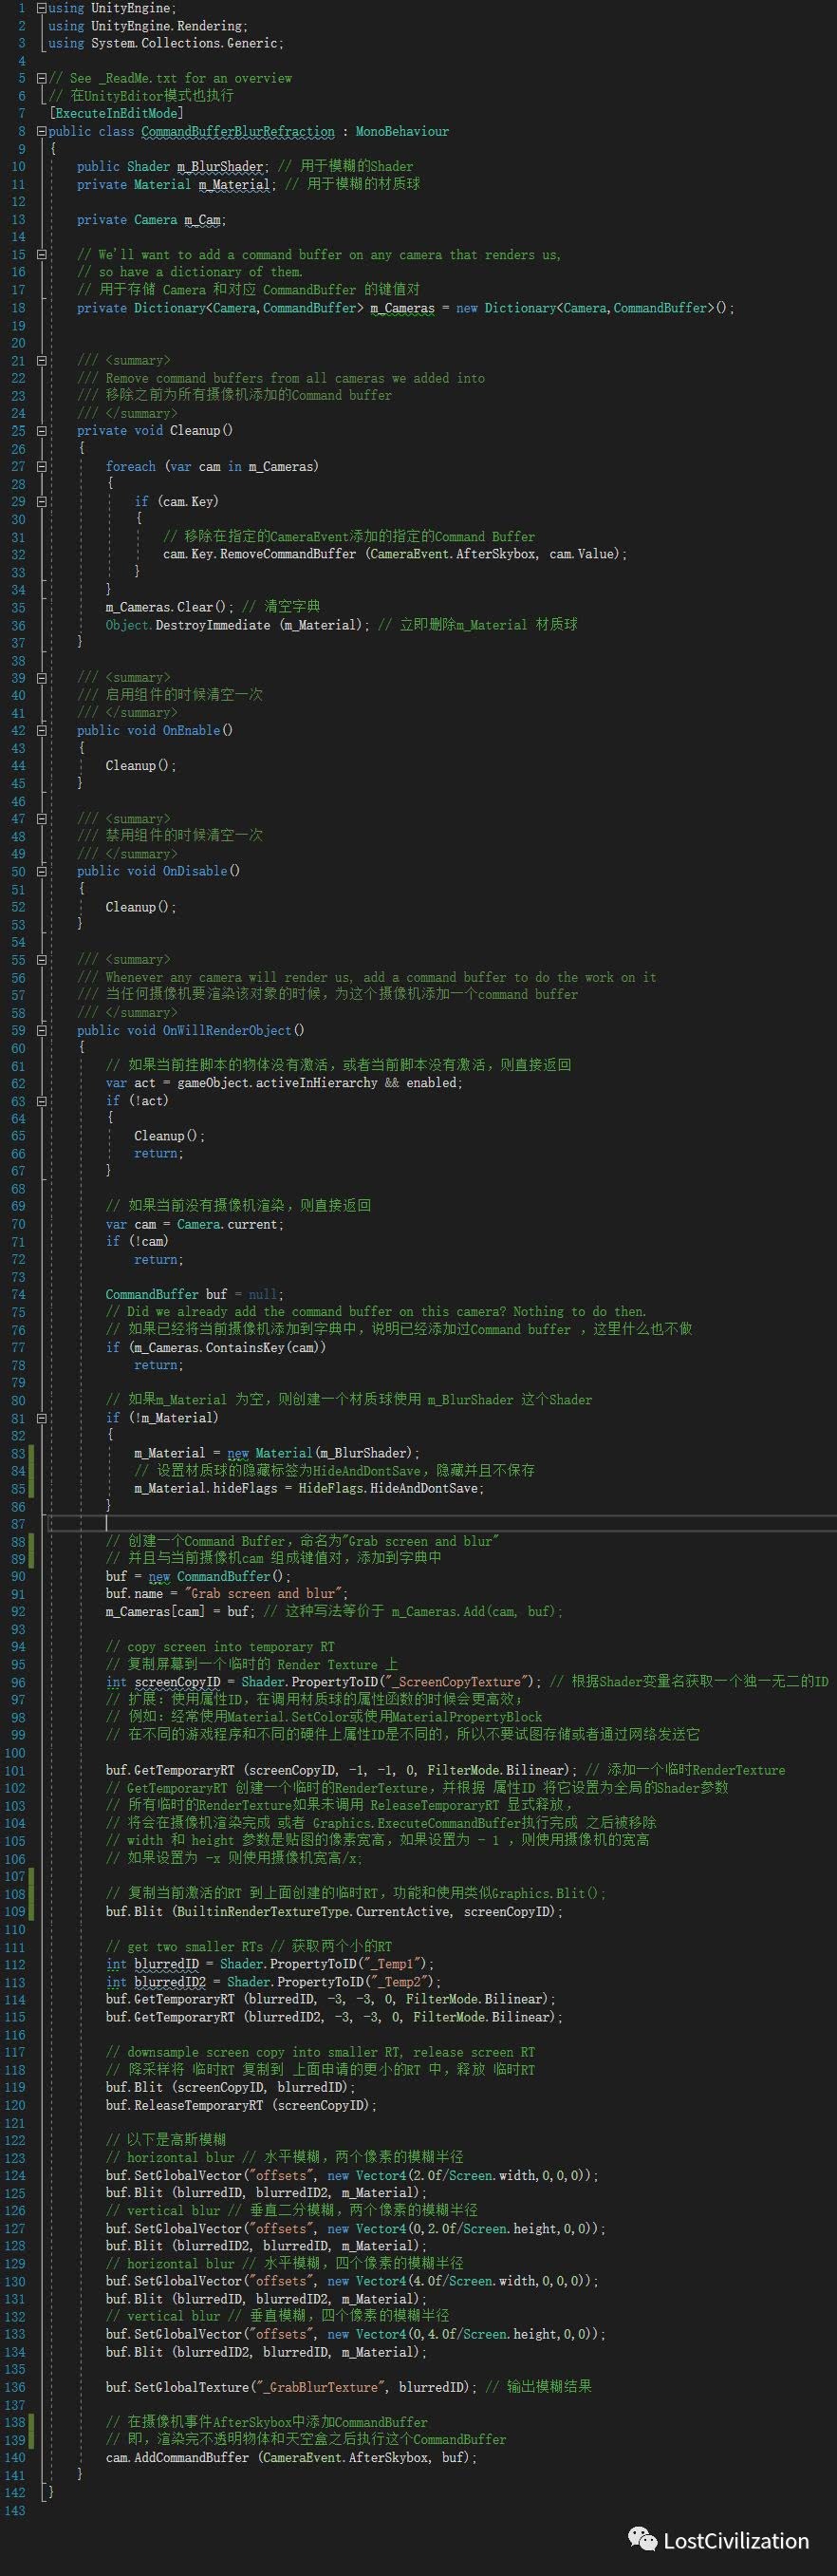 1 using UnityEngine;
2 using UnityEngine.Rendering;
3 using System.Collections.Generic;
4
5 // See _ReadMe.txt for an overview
6 // 在UnityEditor模式也执行
7 [ExecuteInEditMode]
8 public class CommandBufferBlurRefraction : MonoBehaviour
9 {
10 public Shader m_BlurShader; // 用于模糊的Shader
11 private Material m_Material; // 用于模糊的材质球
12
13 private Camera m_Cam;
14
15 // We'll want to add a command buffer on any camera that renders us,
16 // so have a dictionary of them.
17 // 用于存储 Camera 和对应 CommandBuffer 的键值对
18 private Dictionary<Camera,CommandBuffer> m_Cameras = new Dictionary<Camera,CommandBuffer>();
19
20
21 /// <summary>
22 /// Remove command buffers from all cameras we added into
23 /// 移除之前为所有摄像机添加的Command buffer
24 /// </summary>
25 private void Cleanup()
26 {
27 foreach (var cam in m_Cameras)
28 {
29 if (cam.Key)
30 {
31 // 移除在指定的CameraEvent添加的指定的Command Buffer
32 cam.Key.RemoveCommandBuffer (CameraEvent.AfterSkybox, cam.Value);
33 }
34 }
35 m_Cameras.Clear(); // 清空字典
36 Object.DestroyImmediate (m_Material); // 立即删除m_Material 材质球
37 }
38
39 /// <summary>
40 /// 启用组件的时候清空一次
41 /// </summary>
42 public void OnEnable()
43 {
44 Cleanup();
45 }
46
47 /// <summary>
48 /// 禁用组件的时候清空一次
49 /// </summary>
50 public void OnDisable()
51 {
52 Cleanup();
53 }
54
55 /// <summary>
56 /// Whenever any camera will render us, add a command buffer to do the work on it
57 /// 当任何摄像机要渲染该对象的时候，为这个摄像机添加一个command buffer
58 /// </summary>
59 public void OnWillRenderObject()
60 {
61 // 如果当前挂脚本的物体没有激活，或者当前脚本没有激活，则直接返回
62 var act = gameObject.activeInHierarchy && enabled;
63 if (!act)
64 {
65 Cleanup();
66 return;
67 }
68
69 // 如果当前没有摄像机渲染，则直接返回
70 var cam = Camera.current;
71 if (!cam)
72 return;
73
74 CommandBuffer buf = null;
75 // Did we already add the command buffer on this camera? Nothing to do then.
76 // 如果已经将当前摄像机添加到字典中，说明已经添加过Command buffer ，这里什么也不做
77 if (m_Cameras.ContainsKey(cam))
78 return;
79
80 // 如果m_Material 为空，则创建一个材质球使用 m_BlurShader 这个Shader
81 if (!m_Material)
82 {
83 m_Material = new Material(m_BlurShader);
84 // 设置材质球的隐藏标签为HideAndDontSave，隐藏并且不保存
85 m_Material.hideFlags = HideFlags.HideAndDontSave;
86 }
87
88 // 创建一个Command Buffer，命名为"Grab screen and blur"
89 // 并且与当前摄像机cam 组成键值对，添加到字典中
90 buf = new CommandBuffer();
91 buf.name = "Grab screen and blur";
92 m_Cameras[cam] = buf; // 这种写法等价于 m_Cameras.Add(cam, buf);
93
94 // copy screen into temporary RT
95 // 复制屏幕到一个临时的 Render Texture 上
96 int screenCopyID = Shader.PropertyToID("_ScreenCopyTexture"); // 根据Shader变量名获取一个独一无二的ID
97 // 扩展：使用属性ID，在调用材质球的属性函数的时候会更高效；
98 // 例如：经常使用Material.SetColor或使用MaterialPropertyBlock
99 // 在不同的游戏程序和不同的硬件上属性ID是不同的，所以不要试图存储或者通过网络发送它
100
101 buf.GetTemporaryRT (screenCopyID, -1, -1, 0, FilterMode.Bilinear); // 添加一个临时RenderTexture
102 // GetTemporaryRT 创建一个临时的RenderTexture，并根据 属性ID 将它设置为全局的Shader参数
103 // 所有临时的RenderTexture如果未调用 ReleaseTemporaryRT 显式释放，
104 // 将会在摄像机渲染完成 或者 Graphics.ExecuteCommandBuffer执行完成 之后被移除
105 // width 和 height 参数是贴图的像素宽高，如果设置为 - 1 ，则使用摄像机的宽高
106 // 如果设置为 -x 则使用摄像机宽高/x;
107
108 // 复制当前激活的RT 到上面创建的临时RT，功能和使用类似Graphics.Blit();
109 buf.Blit (BuiltinRenderTextureType.CurrentActive, screenCopyID);
110
111 // get two smaller RTs // 获取两个小的RT
112 int blurredID = Shader.PropertyToID("_Temp1");
113 int blurredID2 = Shader.PropertyToID("_Temp2");
114 buf.GetTemporaryRT (blurredID, -3, -3, 0, FilterMode.Bilinear);
115 buf.GetTemporaryRT (blurredID2, -3, -3, 0, FilterMode.Bilinear);
116
117 // downsample screen copy into smaller RT, release screen RT
118 // 降采样将 临时RT 复制到 上面申请的更小的RT 中，释放 临时RT
119 buf.Blit (screenCopyID, blurredID);
120 buf.ReleaseTemporaryRT (screenCopyID);
121
122 // 以下是高斯模糊
123 // horizontal blur // 水平模糊，两个像素的模糊半径
124 buf.SetGlobalVector("offsets", new Vector4(2.0f/Screen.width,0,0,0));
125 buf.Blit (blurredID, blurredID2, m_Material);
126 // vertical blur // 垂直二分模糊，两个像素的模糊半径
127 buf.SetGlobalVector("offsets", new Vector4(0,2.0f/Screen.height,0,0));
128 buf.Blit (blurredID2, blurredID, m_Material);
129 // horizontal blur // 水平模糊，四个像素的模糊半径
130 buf.SetGlobalVector("offsets", new Vector4(4.0f/Screen.width,0,0,0));
131 buf.Blit (blurredID, blurredID2, m_Material);
132 // vertical blur // 垂直模糊，四个像素的模糊半径
133 buf.SetGlobalVector("offsets", new Vector4(0,4.0f/Screen.height,0,0));
134 buf.Blit (blurredID2, blurredID, m_Material);
135
136 buf.SetGlobalTexture("_GrabBlurTexture", blurredID); // 输出模糊结果
137
138 // 在摄像机事件AfterSkybox中添加CommandBuffer
139 // 即，渲染完不透明物体和天空盒之后执行这个CommandBuffer
140 cam.AddCommandBuffer (CameraEvent.AfterSkybox, buf);
141 }
142 }
143
LostCivilization